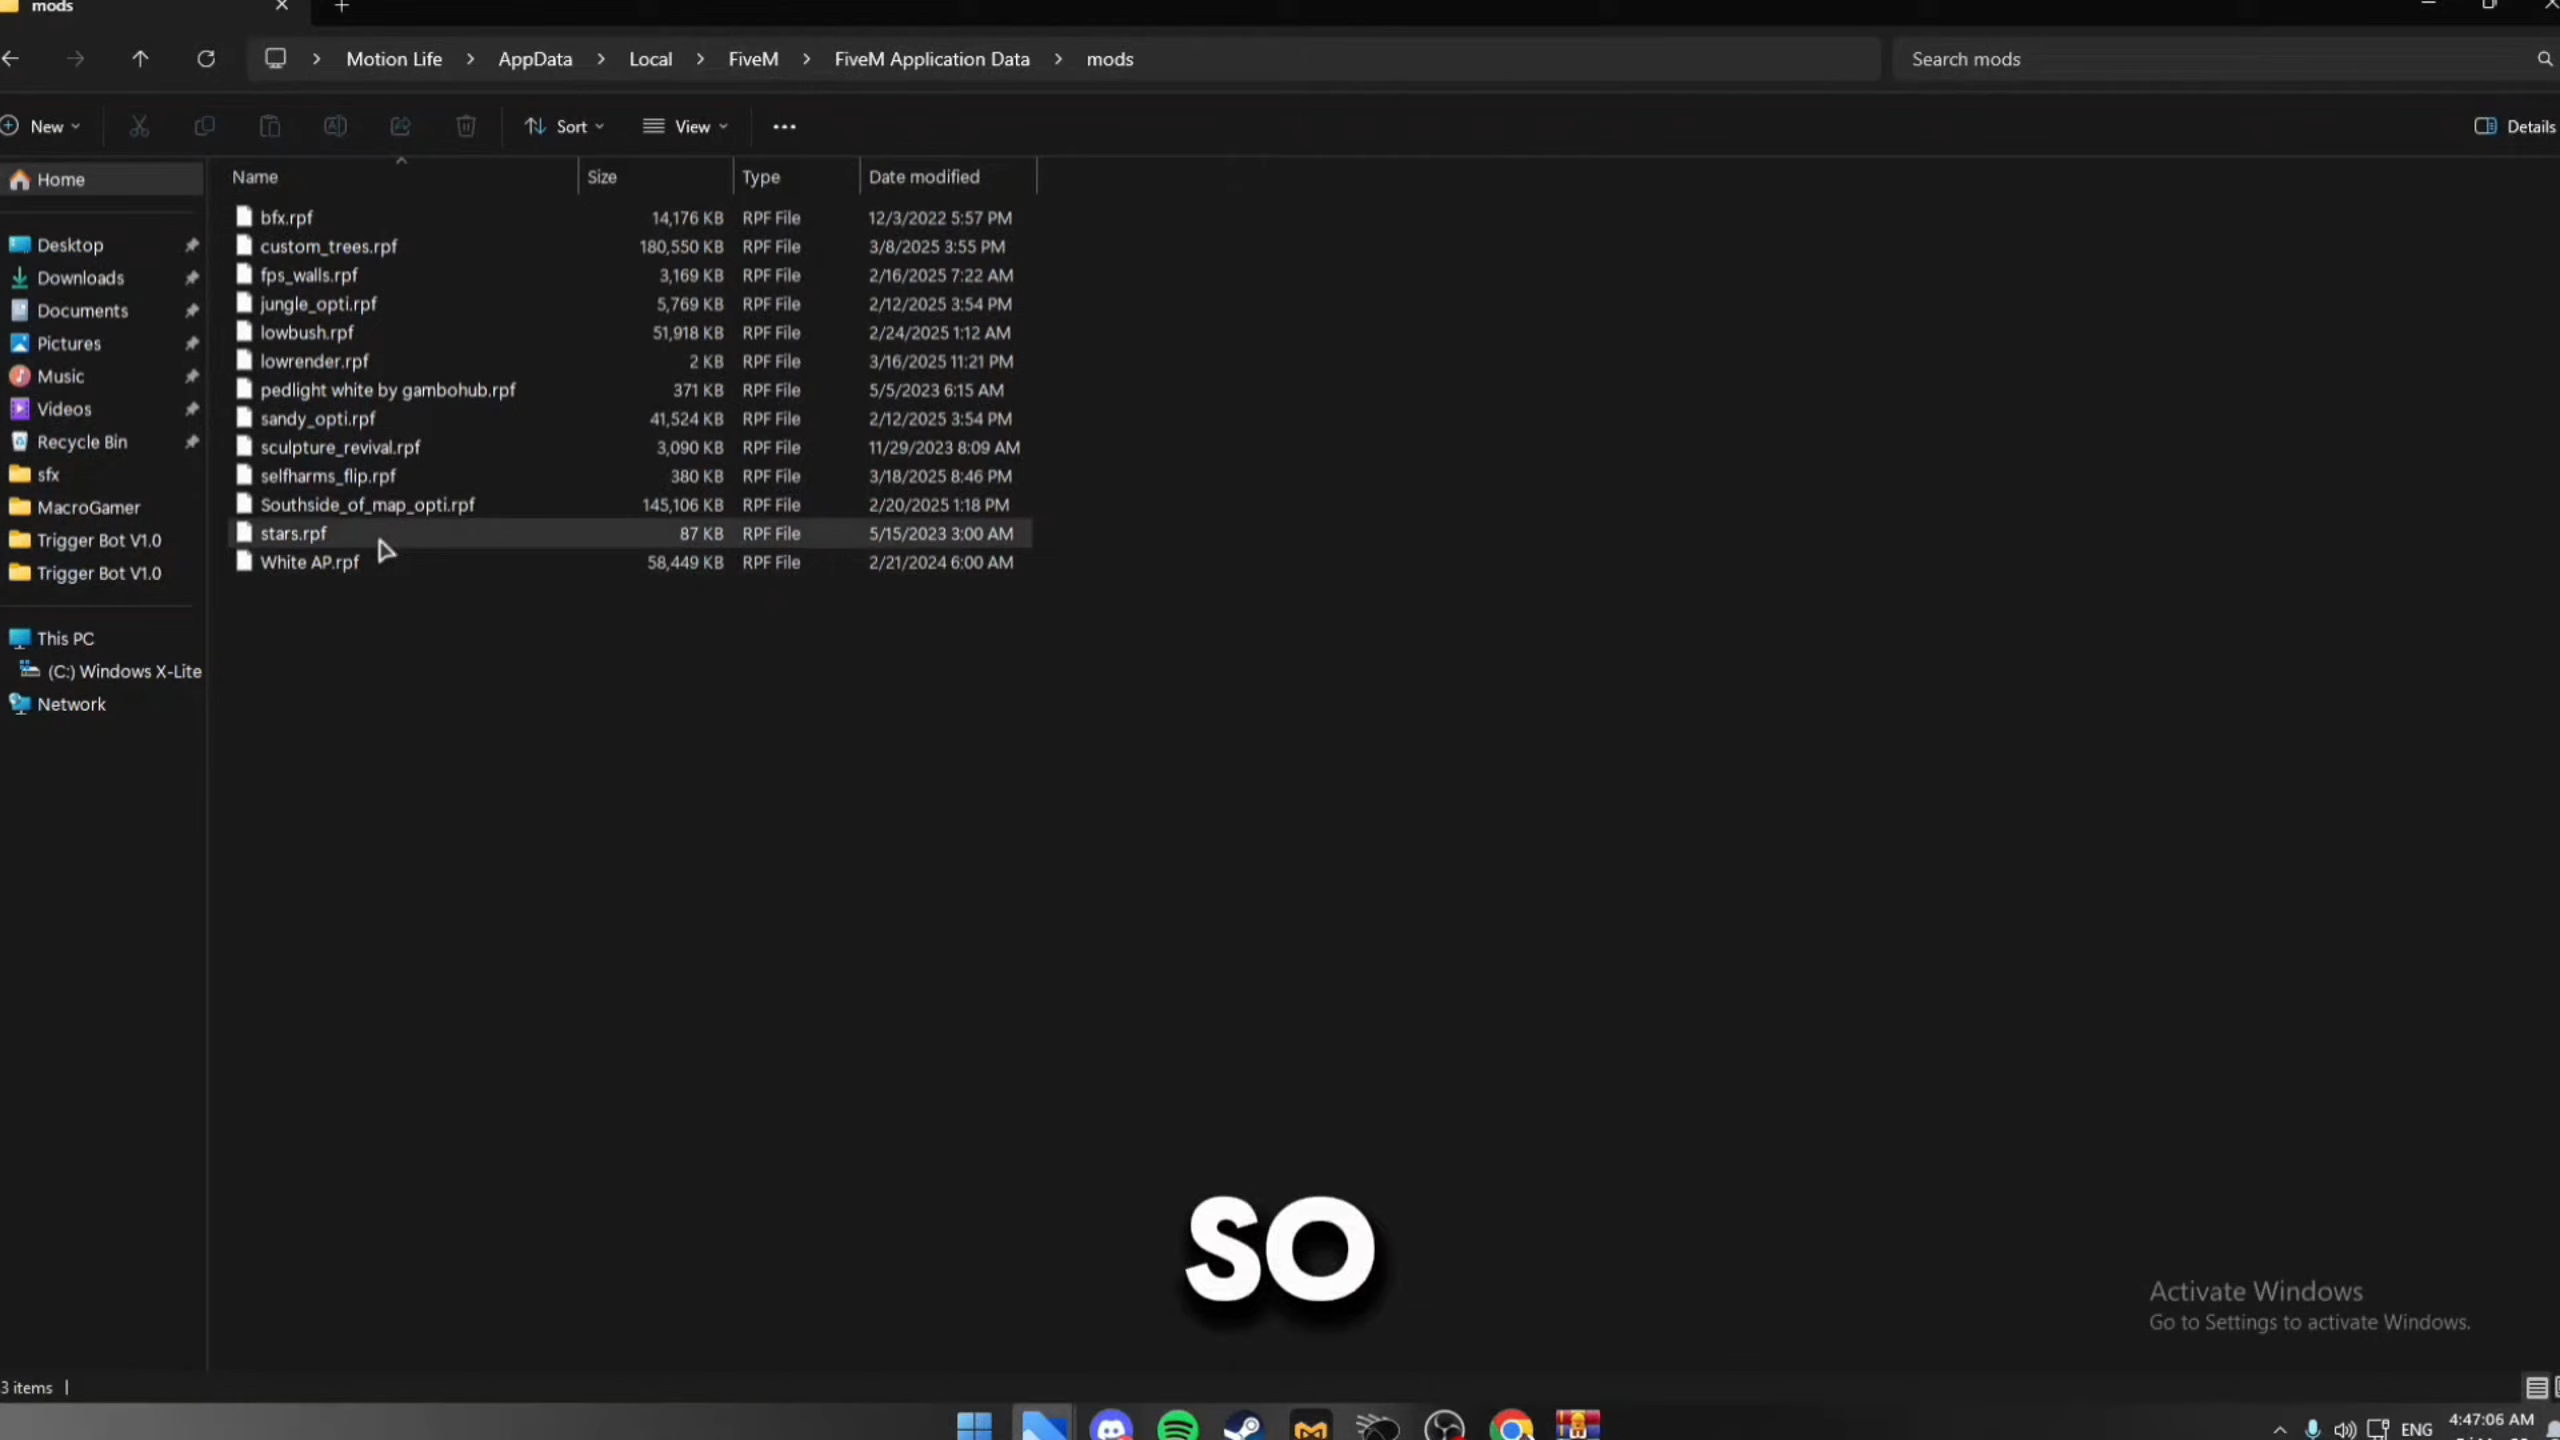 mods
Motion Life > AppData > Local > FiveM > FiveM Application Data > mods
Search mods
New
Sort
View
Details
Name Size Type Date modified
bfx.rpf 14,176 KB RPF File 12/3/2022 5:57 PM
custom_trees.rpf 180,550 KB RPF File 3/8/2025 3:55 PM
fps_walls.rpf 3,169 KB RPF File 2/16/2025 7:22 AM
jungle_opti.rpf 5,769 KB RPF File 2/12/2025 3:54 PM
lowbush.rpf 51,918 KB RPF File 2/24/2025 1:12 AM
lowrender.rpf 2 KB RPF File 3/16/2025 11:21 PM
pedlight white by gambohub.rpf 371 KB RPF File 5/5/2023 6:15 AM
sandy_opti.rpf 41,524 KB RPF File 2/12/2025 3:54 PM
sculpture_revival.rpf 3,090 KB RPF File 11/29/2023 8:09 AM
selfharms_flip.rpf 380 KB RPF File 3/18/2025 8:46 PM
Southside_of_map_opti.rpf 145,106 KB RPF File 2/20/2025 1:18 PM
stars.rpf 87 KB RPF File 5/15/2023 3:00 AM
White AP.rpf 58,449 KB RPF File 2/21/2024 6:00 AM
Home
Desktop
Downloads
Documents
Pictures
Music
Videos
Recycle Bin
sfx
MacroGamer
Trigger Bot V1.0
Trigger Bot V1.0
This PC
(C:) Windows X-Lite
Network
SO
Activate Windows
Go to Settings to activate Windows.
3 items
ENG
4:47:06 AM